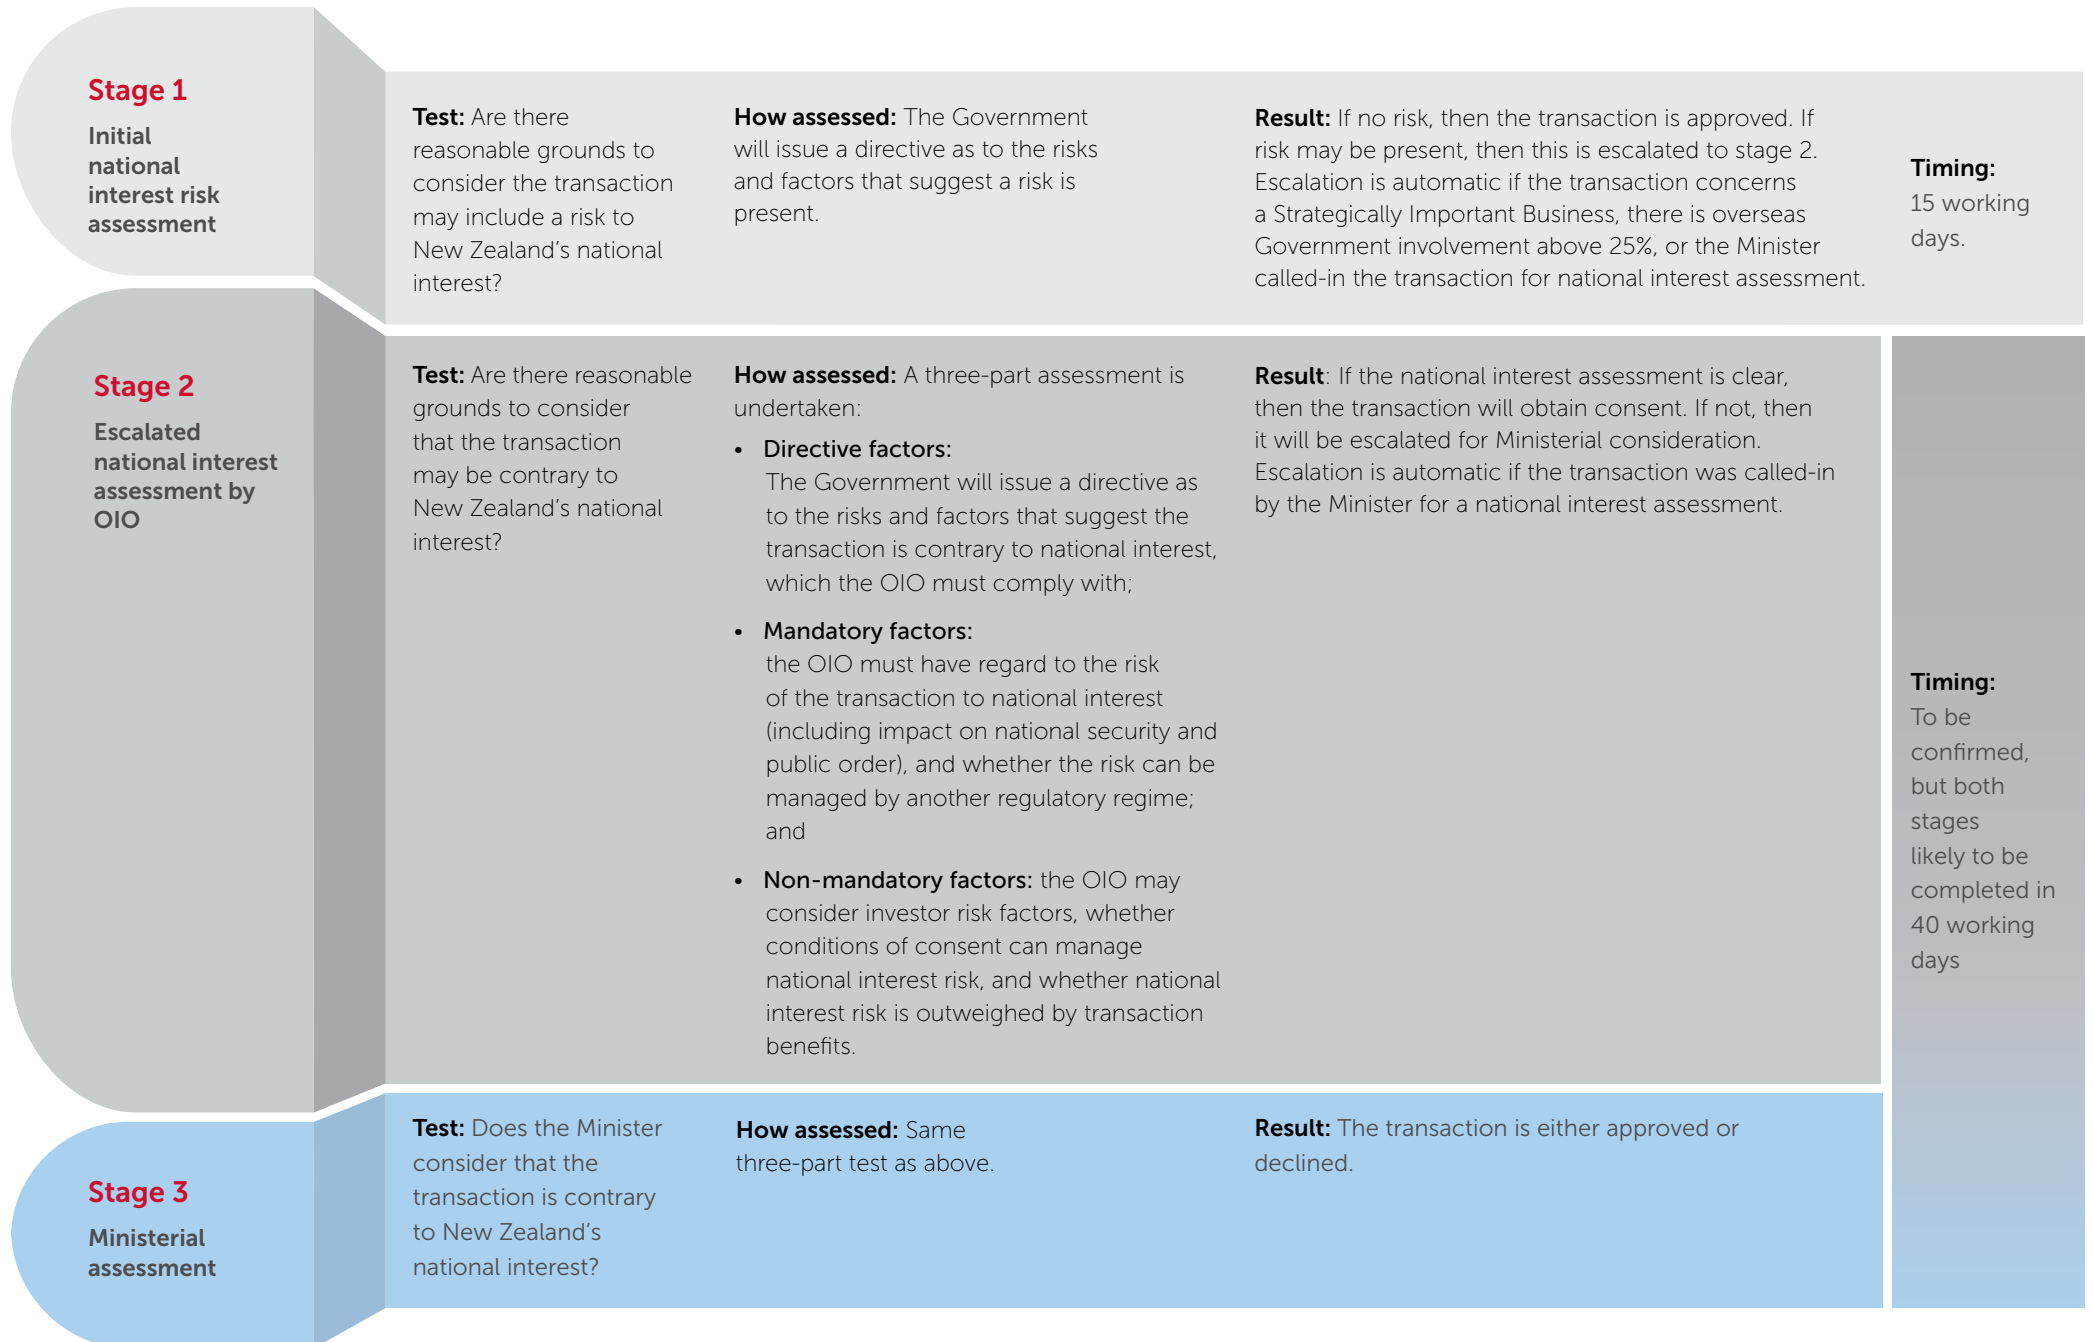 Stage 1
Initial
national
interest risk
assessment
Test: Are there
reasonable grounds to
consider the transaction
may include a risk to
New Zealand's national
interest?
How assessed: The Government
will issue a directive as to the risks
and factors that suggest a risk is
present.
Result: If no risk, then the transaction is approved. If
risk may be present, then this is escalated to stage 2.
Escalation is automatic if the transaction concerns
a Strategically Important Business, there is overseas
Government involvement above 25%, or the Minister
called-in the transaction for national interest assessment.
Timing:
15 working
days.
Stage 2
Escalated
national interest
assessment by
OIO
Test: Are there reasonable
grounds to consider
that the transaction
may be contrary to
New Zealand's national
interest?
How assessed: A three-part assessment is
undertaken:
• Directive factors:
The Government will issue a directive as
to the risks and factors that suggest the
transaction is contrary to national interest,
which the OIO must comply with;
• Mandatory factors:
the OIO must have regard to the risk
of the transaction to national interest
(including impact on national security and
public order), and whether the risk can be
managed by another regulatory regime;
and
• Non-mandatory factors: the OIO may
consider investor risk factors, whether
conditions of consent can manage
national interest risk, and whether national
interest risk is outweighed by transaction
benefits.
Result: If the national interest assessment is clear,
then the transaction will obtain consent. If not, then
it will be escalated for Ministerial consideration.
Escalation is automatic if the transaction was called-in
by the Minister for a national interest assessment.
Timing:
To be
confirmed,
but both
stages
likely to be
completed in
40 working
days
Stage 3
Ministerial
assessment
Test: Does the Minister
consider that the
transaction is contrary
to New Zealand's
national interest?
How assessed: Same
three-part test as above.
Result: The transaction is either approved or
declined.